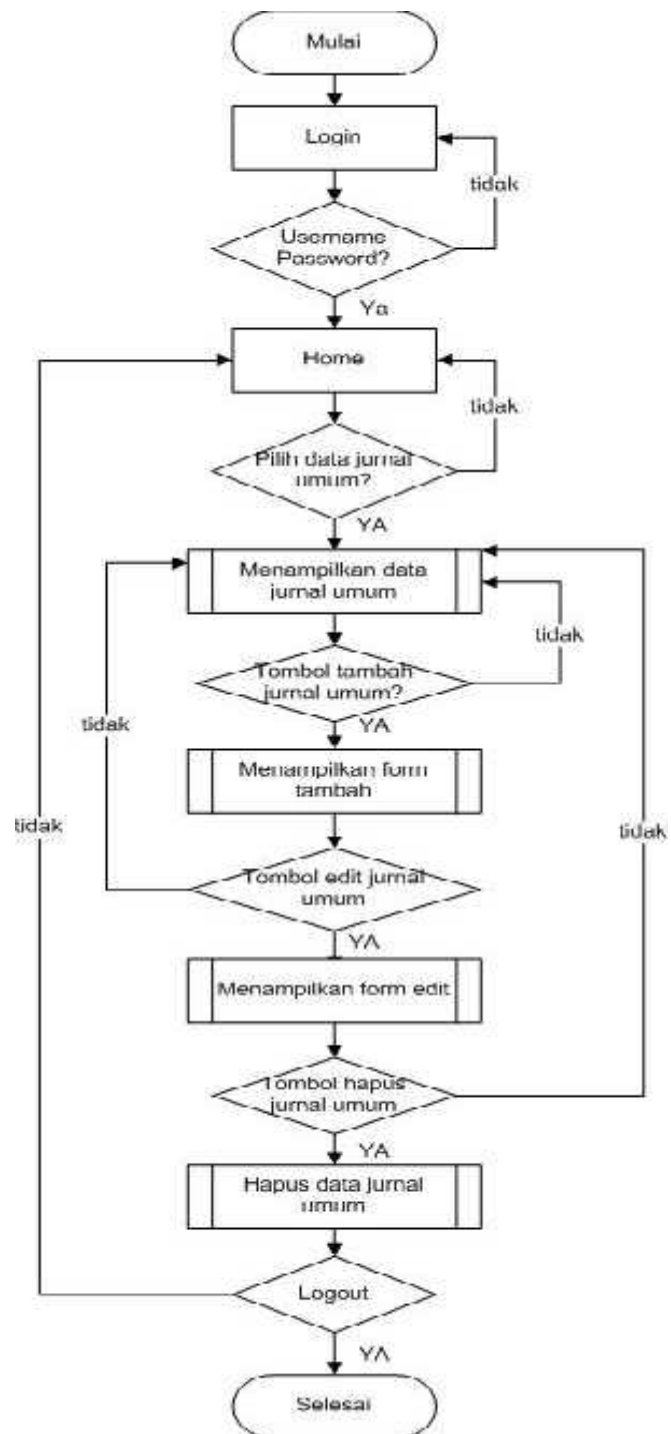 Mulai
Login
tidak
Username
Password?
Ya
Home
tidak
Pilih data jurnal
umum?
YA
Menampilkan data
jurnal umum
tidak
Tombol tambah
jurnal umum?
YA
tidak
Menampilkan form
tambah
tidak
tidak
Tombol edit jurnal
umum
YA
Menampilkan form edit
Tombol hapus
jurnal umum
YA
Hapus data jurnal
umum
Logout
YA
Selesai